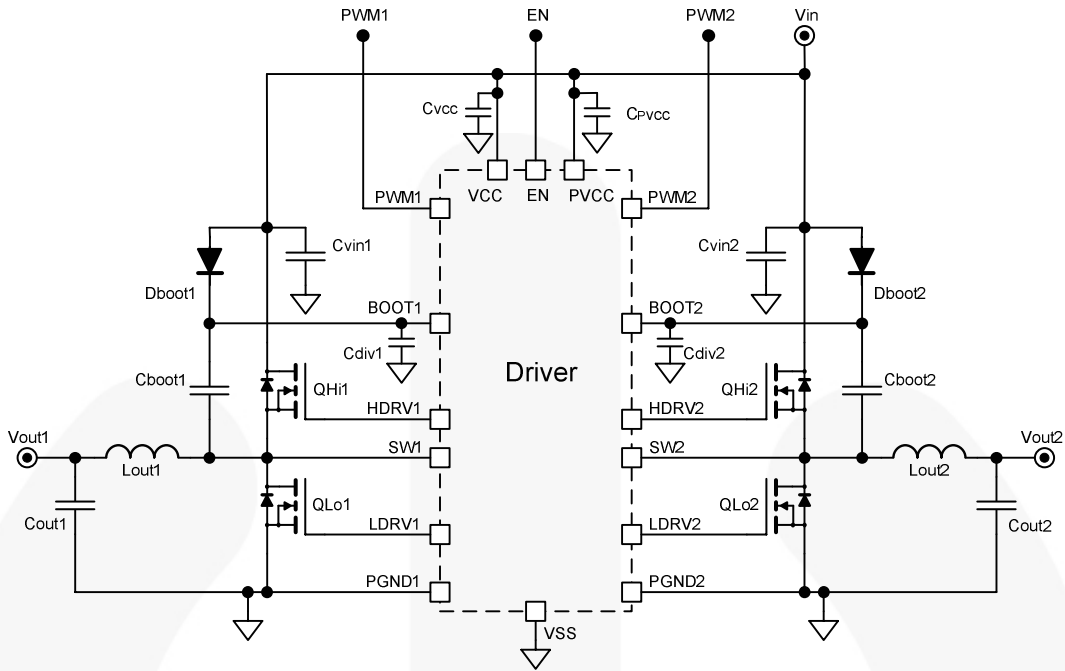 PWM1
EN
PWM2
Vin
Cvcc
CPVCC
VCC
EN
PVCC
PWM1
PWM2
Cvin1
Cvin2
Dboot1
Dboot2
BOOT1
BOOT2
Cdiv1
Cdiv2
Driver
Cboot1
Cboot2
QHi1
QHi2
HDRV1
HDRV2
Vout1
Vout2
SW1
SW2
Lout1
Lout2
QLo1
QLo2
Cout1
Cout2
LDRV1
LDRV2
PGND1
PGND2
VSS